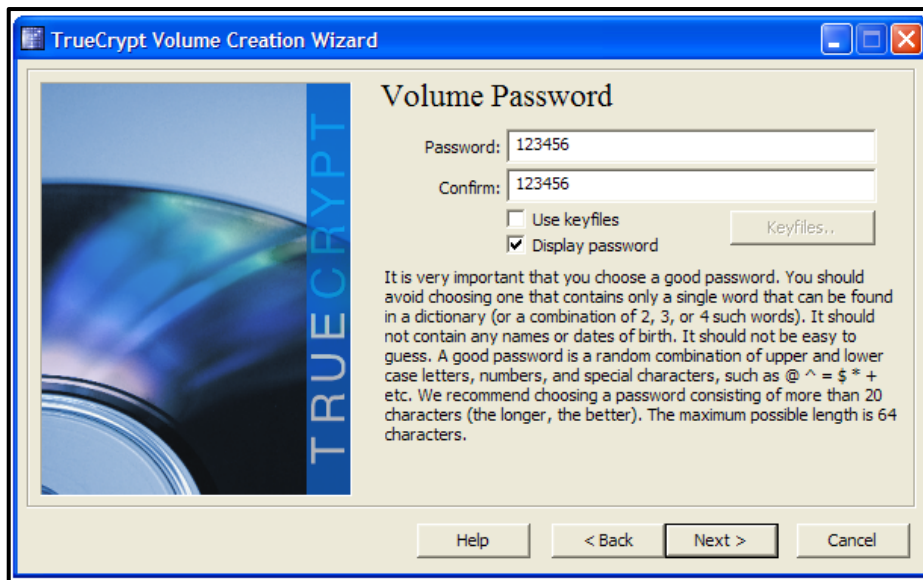 TrueCrypt Volume Creation Wizard
TRUECRYPT
Volume Password
Password: 123456
Confirm: 123456
Use keyfiles
Keyfiles..
Display password
It is very important that you choose a good password. You should
avoid choosing one that contains only a single word that can be found
in a dictionary (or a combination of 2, 3, or 4 such words). It should
not contain any names or dates of birth. It should not be easy to
guess. A good password is a random combination of upper and lower
case letters, numbers, and special characters, such as @ ^ = $ * +
etc. We recommend choosing a password consisting of more than 20
characters (the longer, the better). The maximum possible length is 64
characters.
Help < Back Next > Cancel